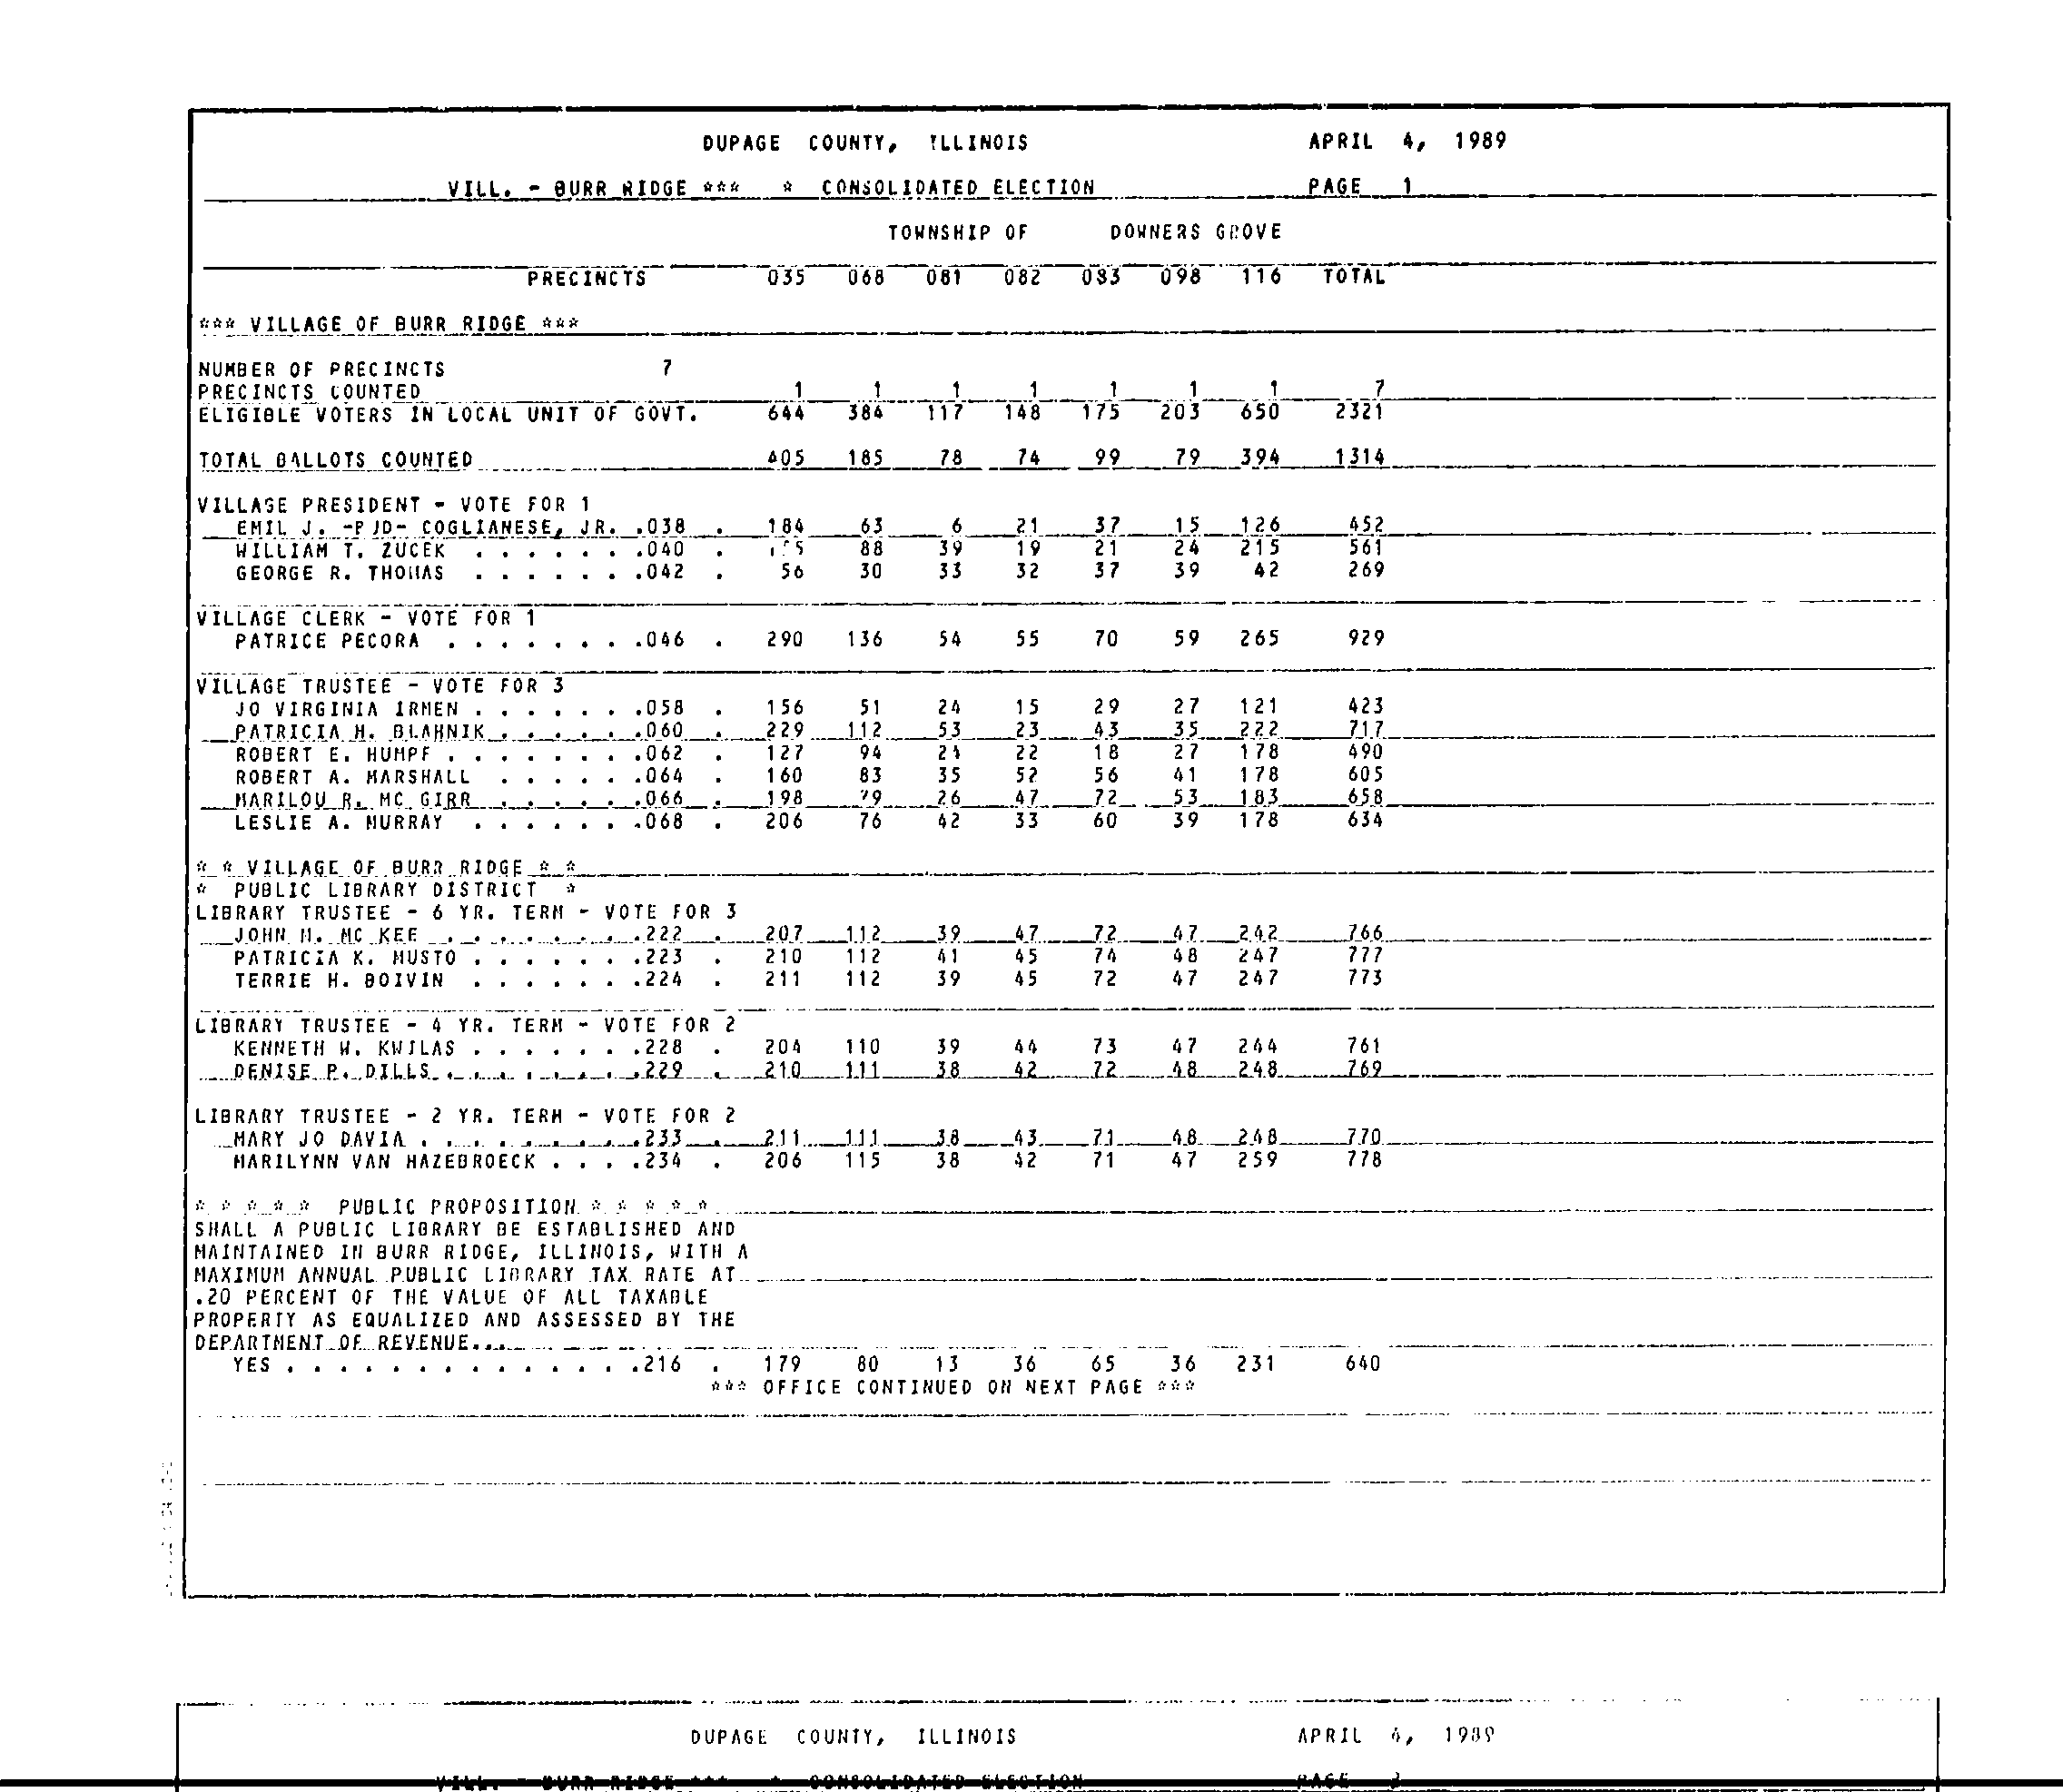 DUPAGE COUNTY, ILLINOIS APRIL 4, 1989
VILL. - BURR RIDGE *** * CONSOLIDATED ELECTION PAGE 1
TOWNSHIP OF DOWNERS GROVE
PRECINCTS 035 068 081 082 083 098 116 TOTAL
*** VILLAGE OF BURR RIDGE ***
NUMBER OF PRECINCTS 7
PRECINCTS COUNTED 1 1 1 1 1 1 1 7
ELIGIBLE VOTERS IN LOCAL UNIT OF GOVT. 644 384 117 148 175 203 650 2321
TOTAL BALLOTS COUNTED 405 185 78 74 99 79 394 1314
VILLAGE PRESIDENT - VOTE FOR 1
EMIL J. COGLIANESE, JR. .038 . 184 63 6 21 37 15 126 452
WILLIAM T. ZUCEK . . . . . . .040 . 88 39 19 21 24 215 561
GEORGE R. THOMAS . . . . . . .042 . 56 30 33 32 37 39 42 269
VILLAGE CLERK - VOTE FOR 1
PATRICE PECORA . . . . . . . .046 . 290 136 54 55 70 59 265 929
VILLAGE TRUSTEE - VOTE FOR 3
JO VIRGINIA IRMEN . . . . . . .058 . 156 51 24 15 29 27 121 423
PATRICIA H. BLAHNIK . . . . . .060 . 229 112 53 23 43 35 222 717
ROBERT E. HUMPF . . . . . . . .062 . 127 94 24 22 18 27 178 490
ROBERT A. MARSHALL . . . . . .064 . 160 83 35 52 56 41 178 605
MARILOU R. MC GIRR . . . . . .066 . 198 79 26 47 72 53 183 658
LESLIE A. MURRAY . . . . . . .068 . 206 76 42 33 60 39 178 634
* * VILLAGE OF BURR RIDGE * *
* PUBLIC LIBRARY DISTRICT *
LIBRARY TRUSTEE - 6 YR. TERM - VOTE FOR 3
JOHN M. MC KEE . . . . . . . .222 . 207 112 39 47 72 47 242 766
PATRICIA K. MUSTO . . . . . . .223 . 210 112 41 45 74 48 247 777
TERRIE H. BOIVIN . . . . . . .224 . 211 112 39 45 72 47 247 773
LIBRARY TRUSTEE - 4 YR. TERM - VOTE FOR 2
KENNETH W. KWILAS . . . . . . .228 . 204 110 39 44 73 47 244 761
DENISE P. DILLS . . . . . . . .229 . 210 111 38 42 72 48 248 769
LIBRARY TRUSTEE - 2 YR. TERM - VOTE FOR 2
MARY JO DAVIA . . . . . . . . .233 . 211 111 38 43 71 48 248 770
MARILYNN VAN HAZEBROECK . . . .234 . 206 115 38 42 71 47 259 778
* * * * * PUBLIC PROPOSITION * * * * *
SHALL A PUBLIC LIBRARY BE ESTABLISHED AND
MAINTAINED IN BURR RIDGE, ILLINOIS, WITH A
MAXIMUM ANNUAL PUBLIC LIBRARY TAX RATE AT
.20 PERCENT OF THE VALUE OF ALL TAXABLE
PROPERTY AS EQUALIZED AND ASSESSED BY THE
DEPARTMENT OF REVENUE...
YES . . . . . . . . . . . . . .216 . 179 80 13 36 65 36 231 640
*** OFFICE CONTINUED ON NEXT PAGE ***
DUPAGE COUNTY, ILLINOIS APRIL 4, 1989
VILL. - BURR RIDGE *** * CONSOLIDATED ELECTION PAGE 2